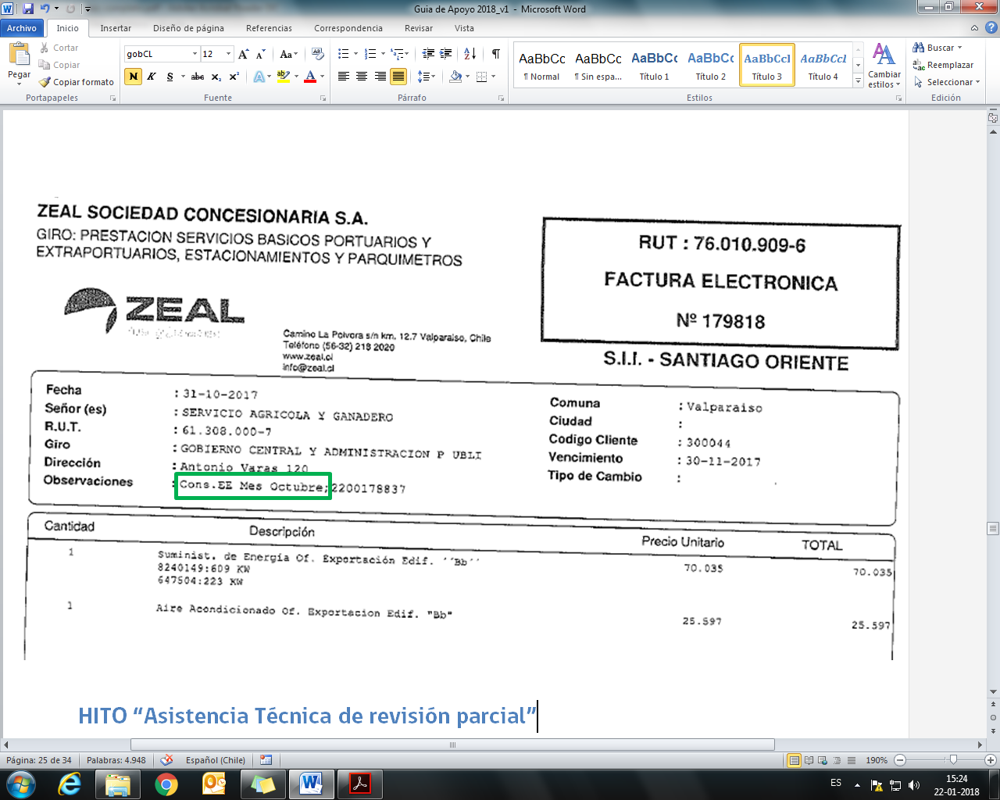 Guia de Apoyo 2018_v1 - Microsoft Word
Archivo Inicio Insertar Diseño de página Referencias Correspondencia Revisar Vista
Pegar
Cortar
Copiar
Copiar formato
Portapapeles
gobCL 12
N K S abc x₂ x²
Fuente
Párrafo
AaBbCc AaBbCc AaBbCc AaBbCc AaBbCcI AaBbCcI
¶ Normal ¶ Sin espa... Título 1 Título 2 Título 3 Título 4
Estilos
Cambiar estilos
Buscar
Reemplazar
Seleccionar
Edición
ZEAL SOCIEDAD CONCESIONARIA S.A.
GIRO: PRESTACION SERVICIOS BASICOS PORTUARIOS Y
EXTRAPORTUARIOS, ESTACIONAMIENTOS Y PARQUIMETROS
RUT : 76.010.909-6
FACTURA ELECTRONICA
Nº 179818
S.I.I. - SANTIAGO ORIENTE
ZEAL
Camino La Polvora s/n km. 12.7 Valparaiso, Chile
Teléfono (56-32) 218 2020
www.zeal.cl
info@zeal.cl
Fecha : 31-10-2017
Señor (es) : SERVICIO AGRICOLA Y GANADERO
R.U.T. : 61.308.000-7
Giro : GOBIERNO CENTRAL Y ADMINISTRACION P UBLI
Dirección : Antonio Varas 120
Observaciones : Cons.EE Mes Octubre;2200178837
Comuna : Valparaiso
Ciudad :
Codigo Cliente : 300044
Vencimiento : 30-11-2017
Tipo de Cambio :
Cantidad Descripción Precio Unitario TOTAL
1 Suminist. de Energía Of. Exportación Edif. ´´Bb´´ 70.035 70.035
8240149:609 KW
647504:223 KW
1 Aire Acondicionado Of. Exportacion Edif. "Bb" 25.597 25.597
HITO “Asistencia Técnica de revisión parcial”
Página: 25 de 34 Palabras: 4.948 Español (Chile) 190%
ES 15:24
22-01-2018